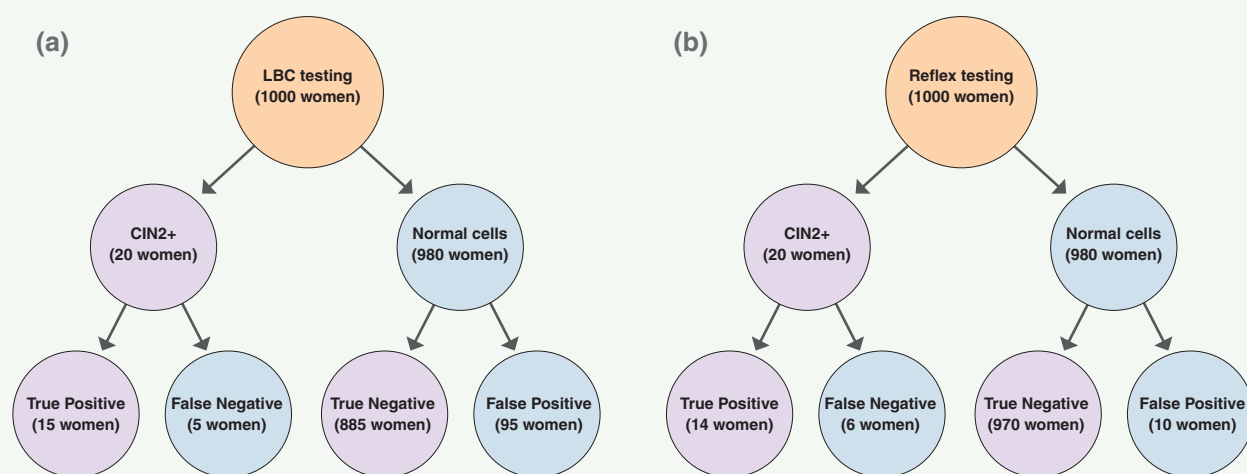 (a)
LBC testing
(1000 women)
CIN2+
(20 women)
Normal cells
(980 women)
True Positive
(15 women)
False Negative
(5 women)
True Negative
(885 women)
False Positive
(95 women)
(b)
Reflex testing
(1000 women)
CIN2+
(20 women)
Normal cells
(980 women)
True Positive
(14 women)
False Negative
(6 women)
True Negative
(970 women)
False Positive
(10 women)